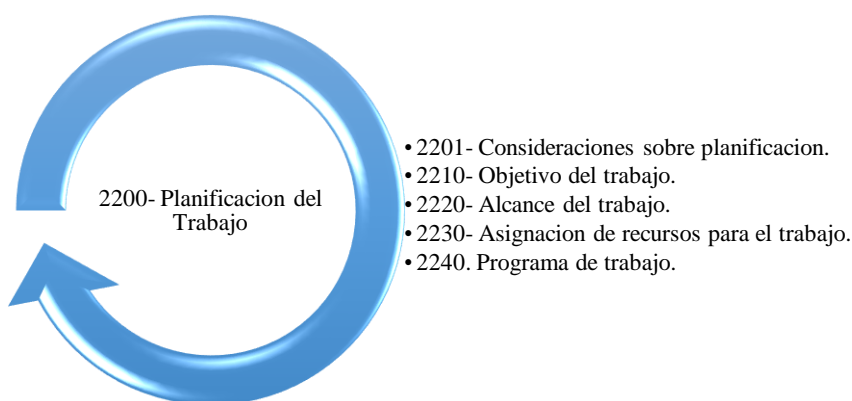 2200- Planificacion del
Trabajo
• 2201- Consideraciones sobre planificacion.
• 2210- Objetivo del trabajo.
• 2220- Alcance del trabajo.
• 2230- Asignacion de recursos para el trabajo.
• 2240. Programa de trabajo.